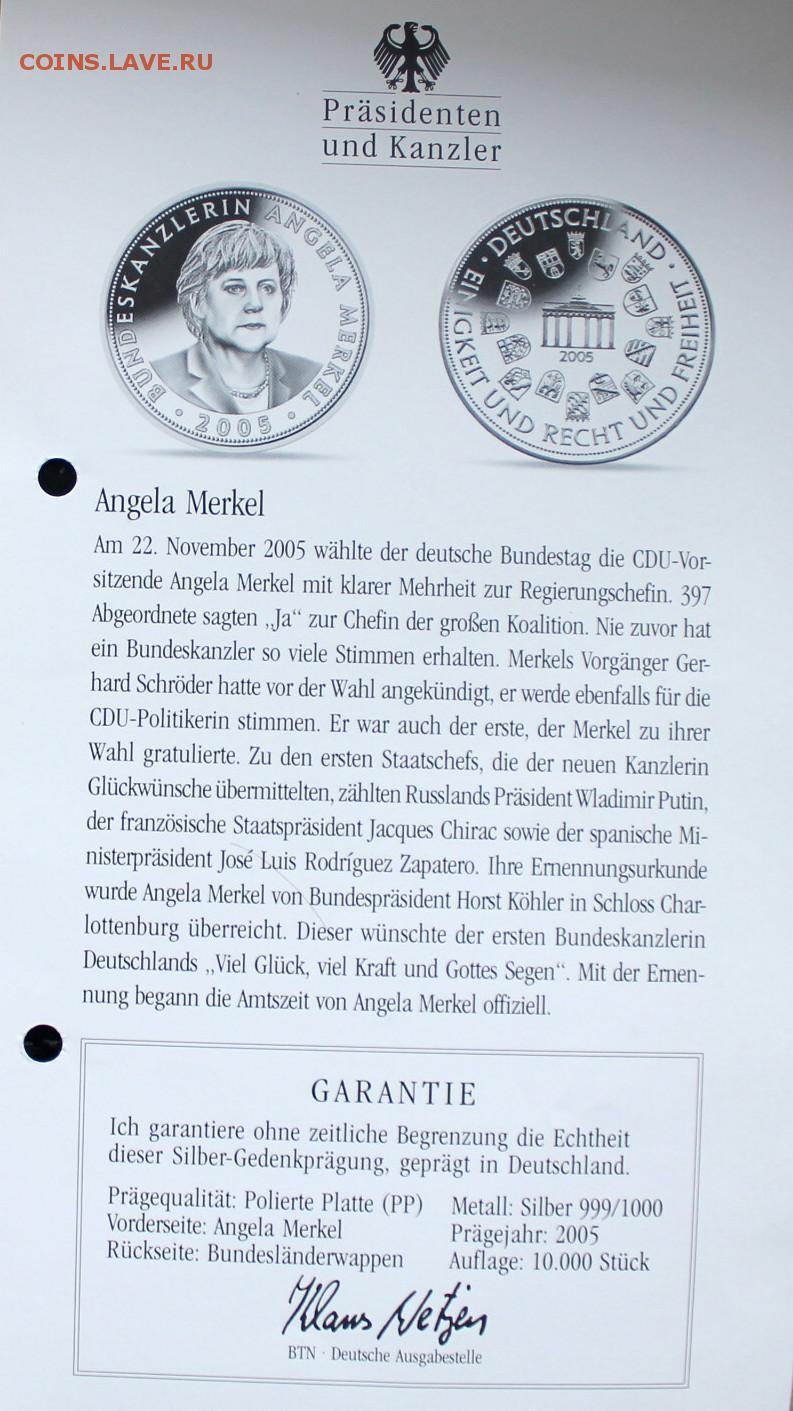 COINS.LAVE.RU
Präsidenten
und Kanzler
BUNDESKANZLERIN ANGELA MERKEL
· 2005 ·
· DEUTSCHLAND ·
EINIGKEIT UND RECHT UND FREIHEIT
2005
Angela Merkel
Am 22. November 2005 wählte der deutsche Bundestag die CDU-Vor-
sitzende Angela Merkel mit klarer Mehrheit zur Regierungschefin. 397
Abgeordnete sagten „Ja“ zur Chefin der großen Koalition. Nie zuvor hat
ein Bundeskanzler so viele Stimmen erhalten. Merkels Vorgänger Ger-
hard Schröder hatte vor der Wahl angekündigt, er werde ebenfalls für die
CDU-Politikerin stimmen. Er war auch der erste, der Merkel zu ihrer
Wahl gratulierte. Zu den ersten Staatschefs, die der neuen Kanzlerin
Glückwünsche übermittelten, zählten Russlands Präsident Wladimir Putin,
der französische Staatspräsident Jacques Chirac sowie der spanische Mi-
nisterpräsident José Luis Rodríguez Zapatero. Ihre Ernennungsurkunde
wurde Angela Merkel von Bundespräsident Horst Köhler in Schloss Char-
lottenburg überreicht. Dieser wünschte der ersten Bundeskanzlerin
Deutschlands „Viel Glück, viel Kraft und Gottes Segen“. Mit der Ernen-
nung begann die Amtszeit von Angela Merkel offiziell.
GARANTIE
Ich garantiere ohne zeitliche Begrenzung die Echtheit
dieser Silber-Gedenkprägung, geprägt in Deutschland.
Prägequalität: Polierte Platte (PP) Metall: Silber 999/1000
Vorderseite: Angela Merkel Prägejahr: 2005
Rückseite: Bundesländerwappen Auflage: 10.000 Stück
Klaus
BTN · Deutsche Ausgabestelle